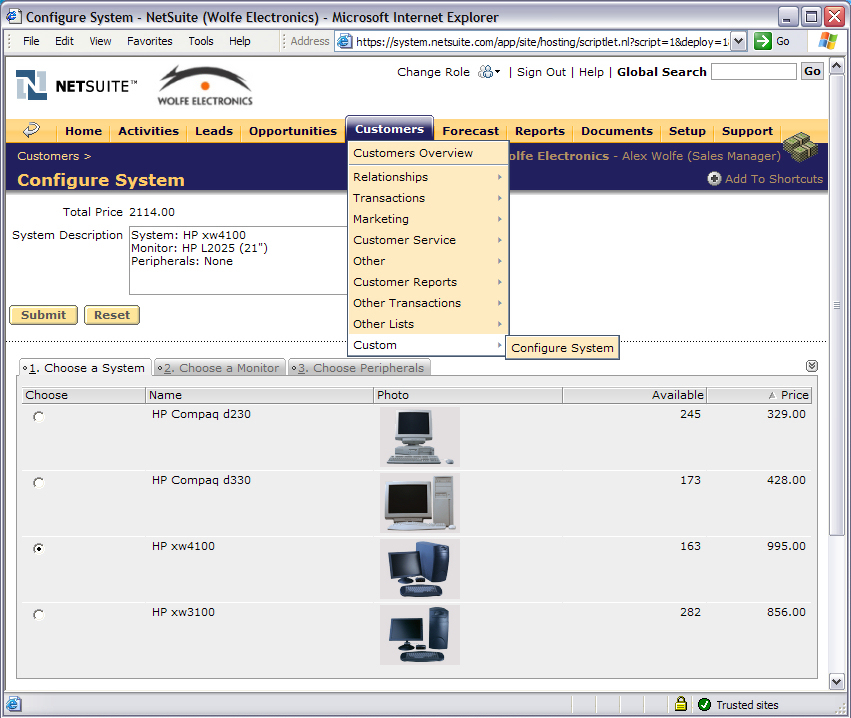 Configure System - NetSuite (Wolfe Electronics) - Microsoft Internet Explorer
File Edit View Favorites Tools Help Address https://system.netsuite.com/app/site/hosting/scriptlet.nl?script=1&deploy=1 Go
NETSUITE™ WOLFE ELECTRONICS Change Role | Sign Out | Help | Global Search Go
Home Activities Leads Opportunities Customers Forecast Reports Documents Setup Support
Customers > olfe Electronics - Alex Wolfe (Sales Manager)
Configure System Add To Shortcuts
Customers Overview
Relationships
Transactions
Marketing
Customer Service
Other
Customer Reports
Other Transactions
Other Lists
Custom
Configure System
Total Price 2114.00
System Description System: HP xw4100
Monitor: HP L2025 (21")
Peripherals: None
Submit Reset
1. Choose a System 2. Choose a Monitor 3. Choose Peripherals
Choose Name Photo Available Price
HP Compaq d230 245 329.00
HP Compaq d330 173 428.00
HP xw4100 163 995.00
HP xw3100 282 856.00
Trusted sites